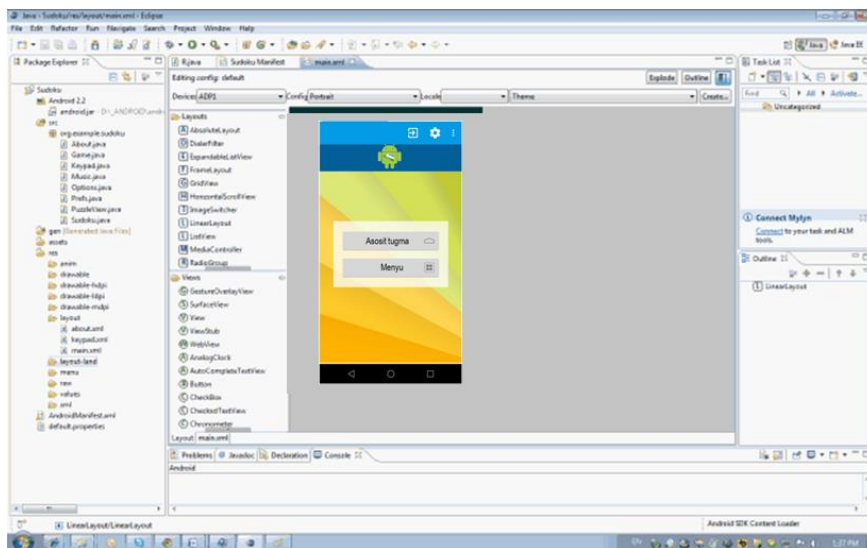 Java - Sudoku/res/layout/main.xml - Eclipse
File Edit Refactor Run Navigate Search Project Window Help
Java
Java EE
Package Explorer
R.java
Sudoku Manifest
main.xml
Task List
Editing config: default
Explode
Outline
Devices
ADP1
Config
Portrait
Locale
Theme
Create...
Find
All
Activate...
Uncategorized
Sudoku
Android 2.2
android.jar
src
org.example.sudoku
About.java
Game.java
Keypad.java
Music.java
Options.java
Prefs.java
PuzzleView.java
Sudoku.java
gen [Generated Java Files]
assets
res
anim
drawable
drawable-hdpi
drawable-ldpi
drawable-mdpi
layout
about.xml
keypad.xml
main.xml
layout-land
menu
raw
values
xml
AndroidManifest.xml
default.properties
Layouts
AbsoluteLayout
DialerFilter
ExpandableListView
FrameLayout
GridView
HorizontalScrollView
ImageSwitcher
LinearLayout
ListView
MediaController
RadioGroup
Views
GestureOverlayView
SurfaceView
View
ViewStub
WebView
AnalogClock
AutoCompleteTextView
Button
CheckBox
CheckedTextView
Chronometer
Asosit tugma
Menyu
Connect Mylyn
Connect to your task and ALM
tools.
Outline
LinearLayout
Layout
main.xml
Problems
Javadoc
Declaration
Console
Android
LinearLayout/LinearLayout
Android SDK Content Loader
EN
1:37 PM